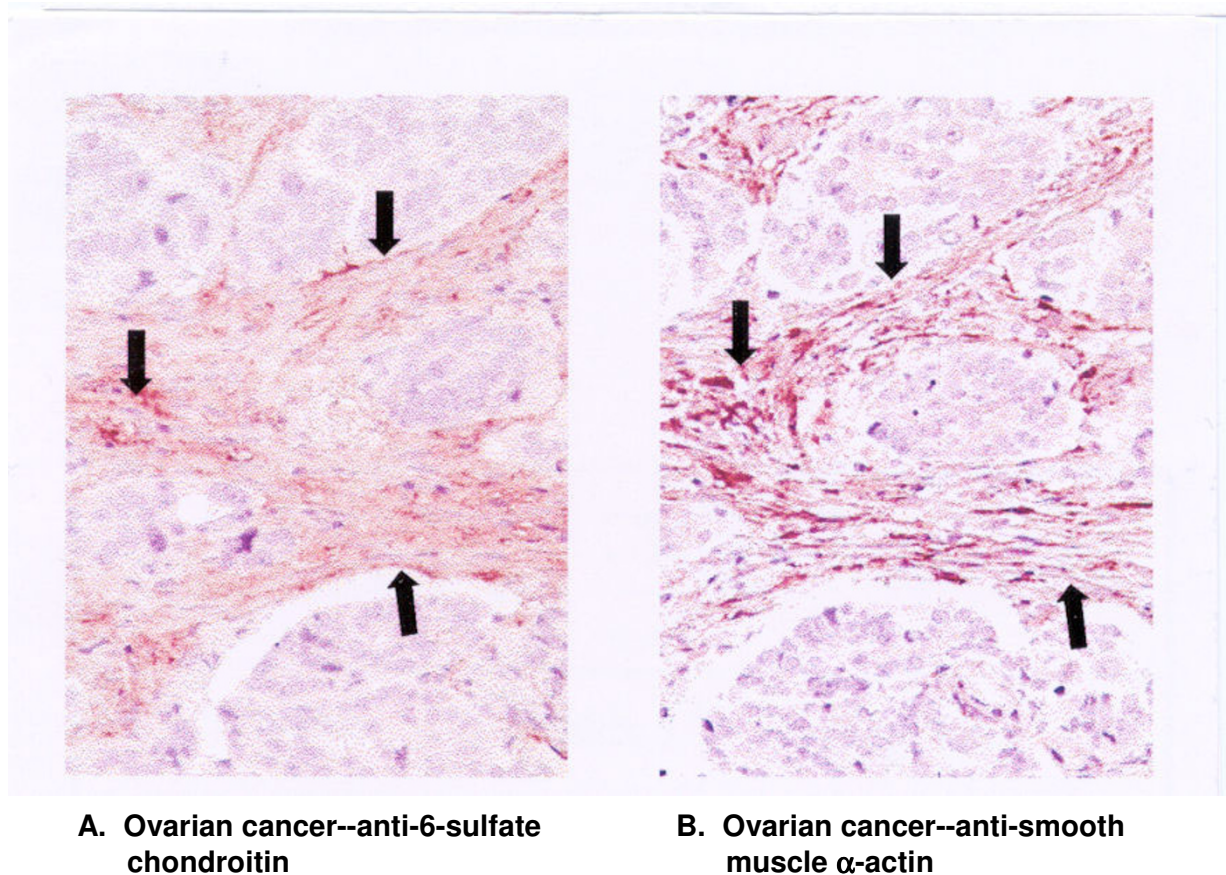 A. Ovarian cancer--anti-6-sulfate
chondroitin
B. Ovarian cancer--anti-smooth
muscle α-actin